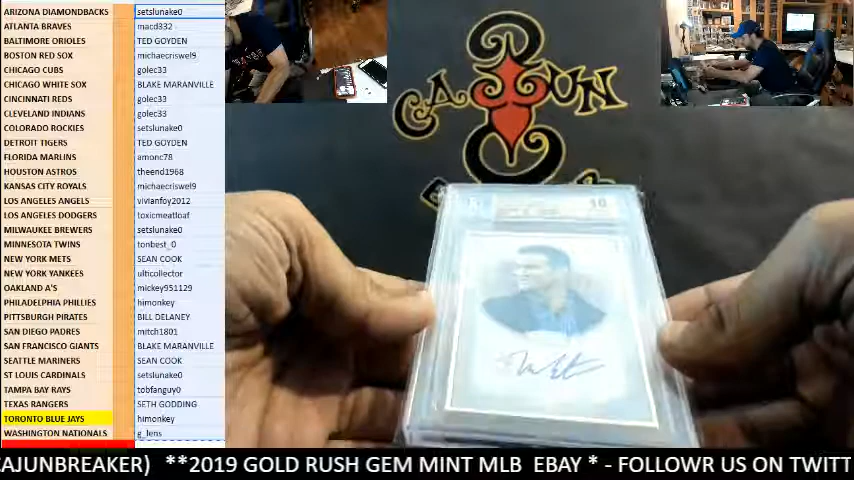 ARIZONA DIAMONDBACKS setslunake0
ATLANTA BRAVES macd332
BALTIMORE ORIOLES TED GOYDEN
BOSTON RED SOX michaecriswel9
CHICAGO CUBS golec33
CHICAGO WHITE SOX BLAKE MARANVILLE
CINCINNATI REDS golec33
CLEVELAND INDIANS golec33
COLORADO ROCKIES setslunake0
DETROIT TIGERS TED GOYDEN
FLORIDA MARLINS amonc78
HOUSTON ASTROS theend1968
KANSAS CITY ROYALS michaecriswel9
LOS ANGELES ANGELS vivianfoy2012
LOS ANGELES DODGERS toxicmeatloaf
MILWAUKEE BREWERS setslunake0
MINNESOTA TWINS tonbest_0
NEW YORK METS SEAN COOK
NEW YORK YANKEES ulticollector
OAKLAND A'S mickey951129
PHILADELPHIA PHILLIES himonkey
PITTSBURGH PIRATES BILL DELANEY
SAN DIEGO PADRES mitch1801
SAN FRANCISCO GIANTS BLAKE MARANVILLE
SEATTLE MARINERS SEAN COOK
ST LOUIS CARDINALS setslunake0
TAMPA BAY RAYS tobfanguy0
TEXAS RANGERS SETH GODDING
TORONTO BLUE JAYS himonkey
WASHINGTON NATIONALS g_lens
CAJUN
10
CAJUNBREAKER) **2019 GOLD RUSH GEM MINT MLB EBAY * - FOLLOWR US ON TWITT